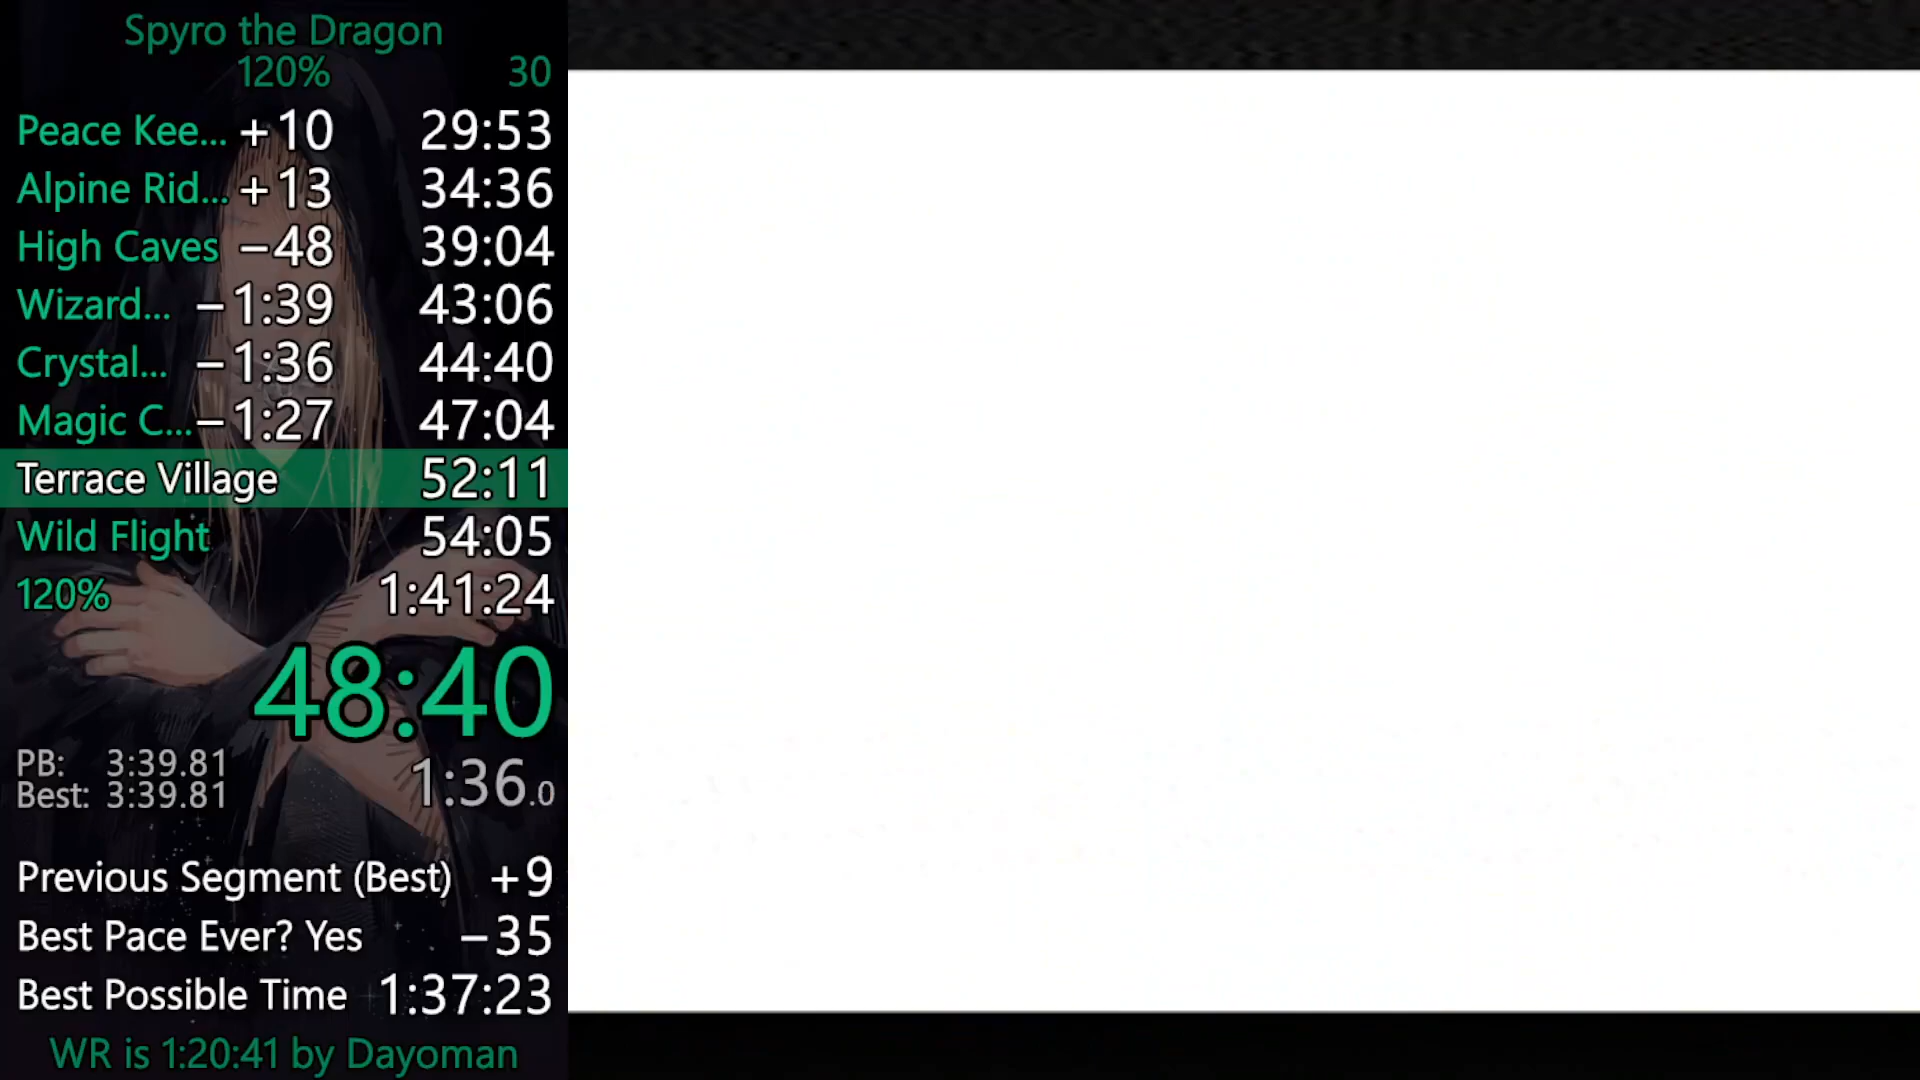 Spyro the Dragon
120% 30
Peace Kee... +10 29:53
Alpine Rid... +13 34:36
High Caves −48 39:04
Wizard... −1:39 43:06
Crystal... −1:36 44:40
Magic C... −1:27 47:04
Terrace Village 52:11
Wild Flight 54:05
120% 1:41:24
48:40
PB: 3:39.81
Best: 3:39.81 1:36.0
Previous Segment (Best) +9
Best Pace Ever? Yes −35
Best Possible Time 1:37:23
WR is 1:20:41 by Dayoman